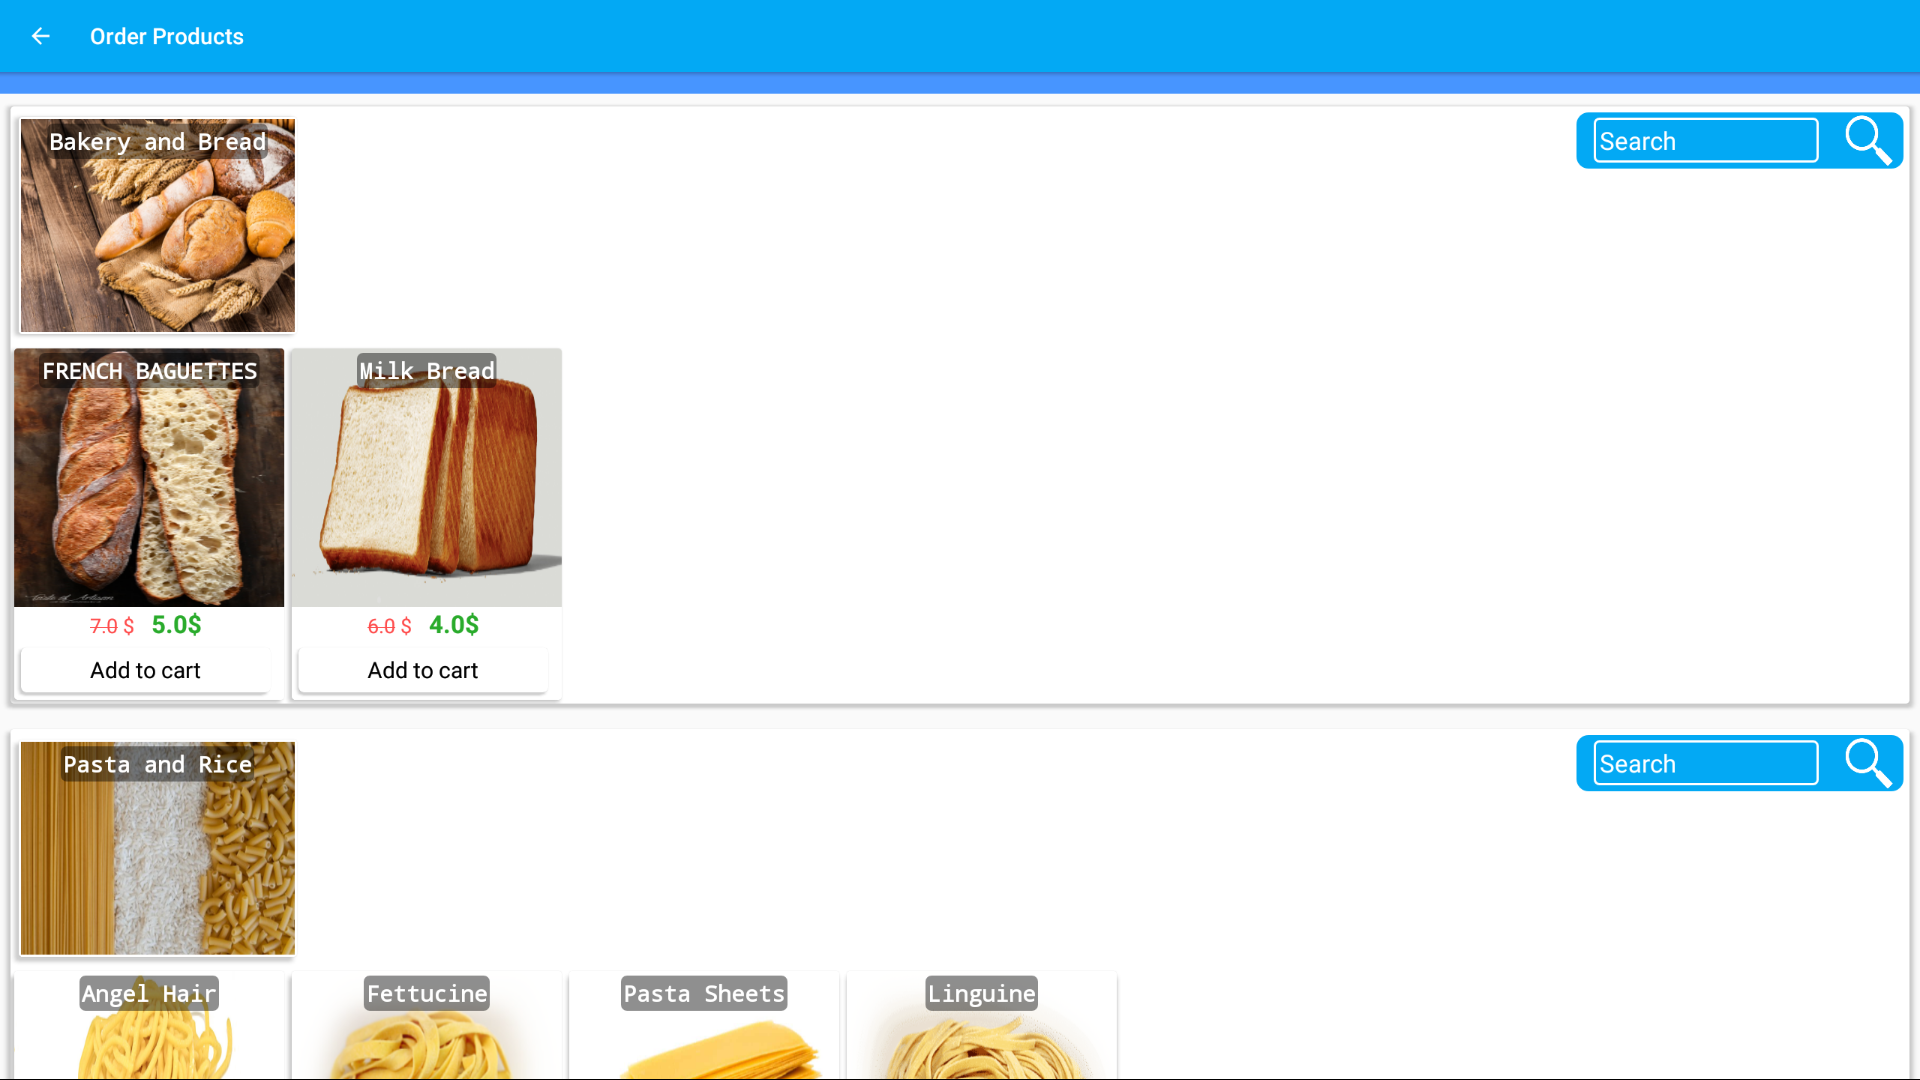 Order Products
Bakery and Bread
Search
FRENCH BAGUETTES
Milk Bread
7.0 $ 5.0$
6.0 $ 4.0$
Add to cart
Add to cart
Pasta and Rice
Search
Angel Hair
Fettucine
Pasta Sheets
Linguine